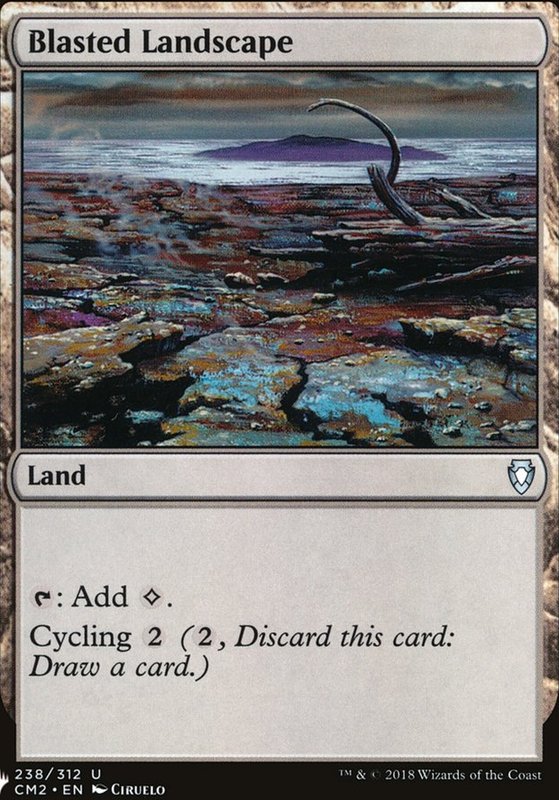 Blasted Landscape
Land
: Add .
Cycling 2 (2, Discard this card:
Draw a card.)
238/312 U
CM2 • EN Ciruelo
™ & © 2018 Wizards of the Coast